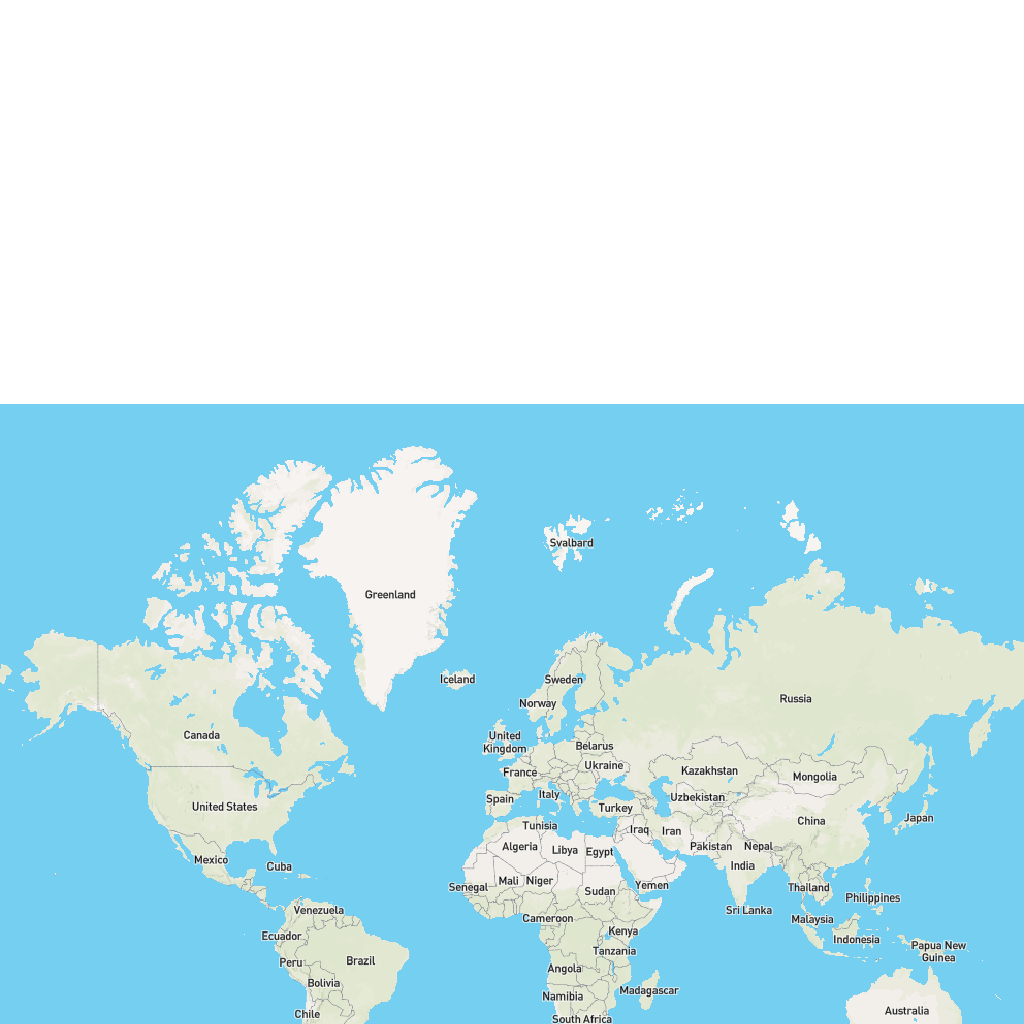 Svalbard
Greenland
Iceland
Sweden
Russia
Norway
Canada
United
Kingdom
Belarus
Ukraine
France
Kazakhstan
Mongolia
Italy
Uzbekistan
Spain
United States
Turkey
Japan
China
Tunisia
Iraq
Iran
Algeria
Libya
Egypt
Pakistan
Nepal
Mexico
Cuba
India
Mali
Niger
Senegal
Yemen
Thailand
Sudan
Philippines
Venezuela
Sri Lanka
Cameroon
Malaysia
Kenya
Ecuador
Indonesia
Papua New
Guinea
Tanzania
Peru
Brazil
Angola
Bolivia
Madagascar
Namibia
Australia
Chile
South Africa